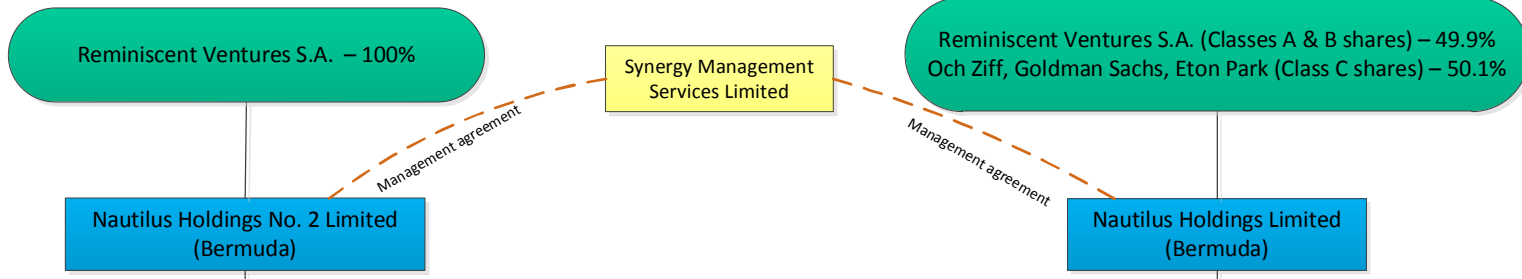 Reminiscent Ventures S.A. – 100%
Synergy Management
Services Limited
Reminiscent Ventures S.A. (Classes A & B shares) – 49.9%
Och Ziff, Goldman Sachs, Eton Park (Class C shares) – 50.1%
Management agreement
Management agreement
Nautilus Holdings No. 2 Limited
(Bermuda)
Nautilus Holdings Limited
(Bermuda)